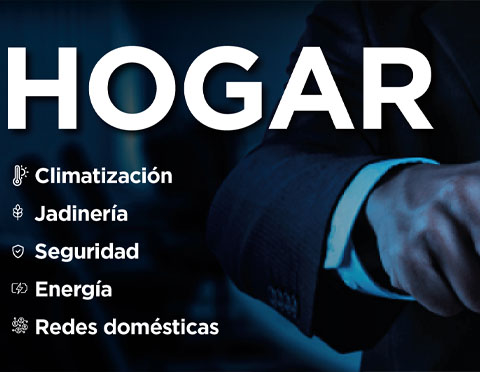 HOGAR
Climatización
Jadinería
Seguridad
Energía
Redes domésticas